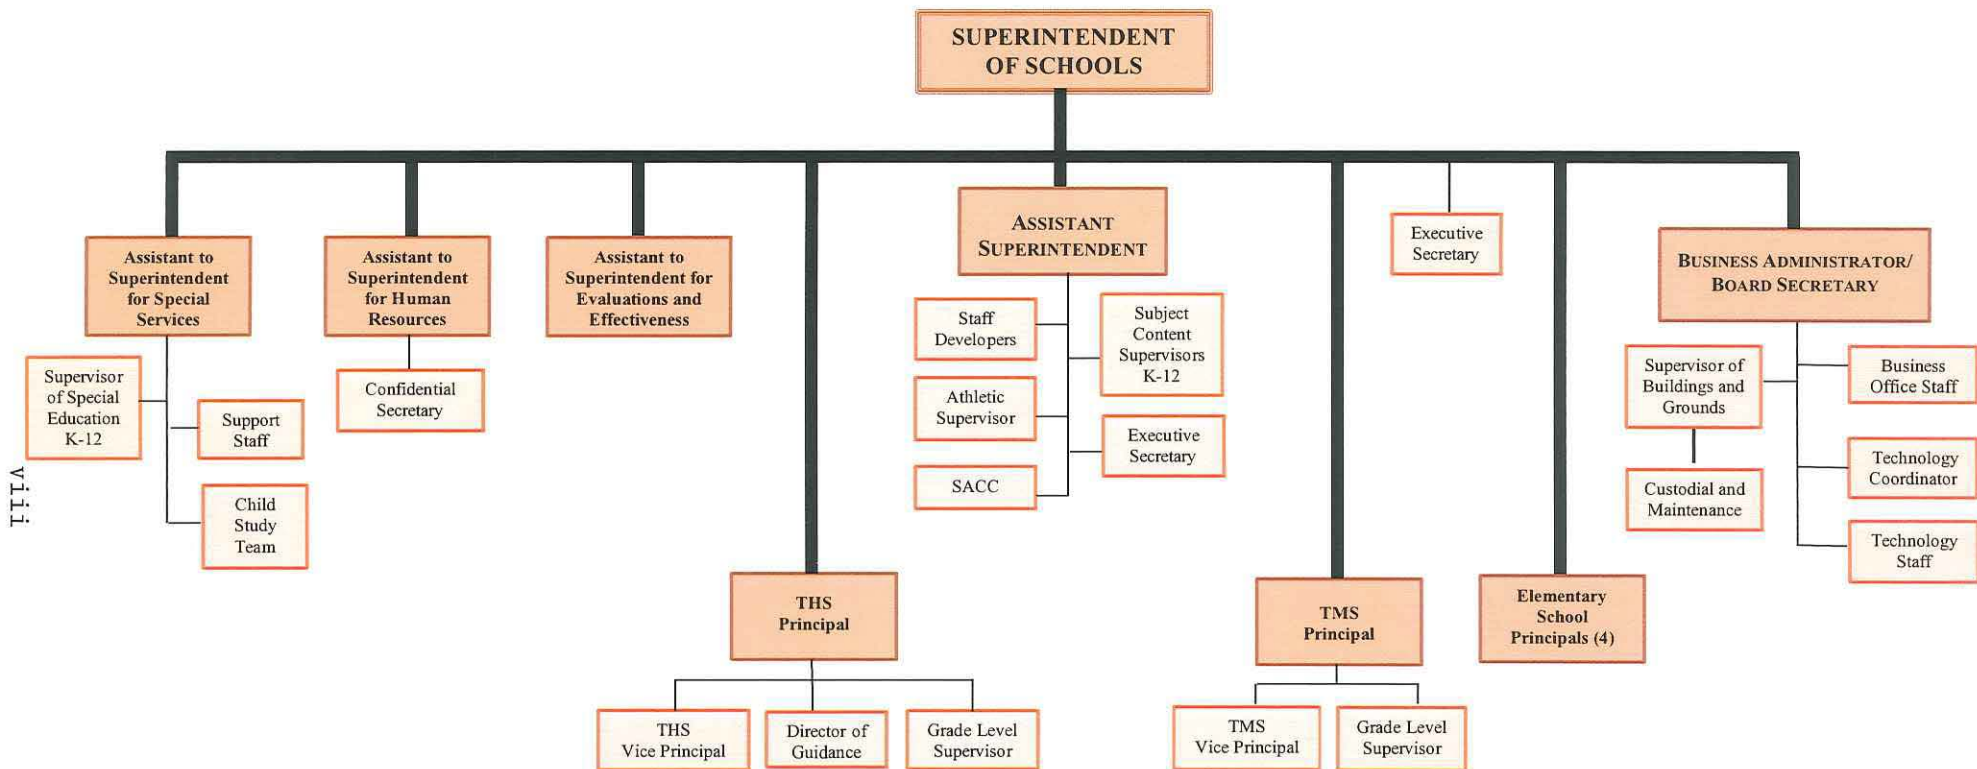 SUPERINTENDENT
OF SCHOOLS
Assistant to
Superintendent
for Special
Services
Supervisor
of Special
Education
K-12
Support
Staff
Child
Study
Team
Assistant to
Superintendent
for Human
Resources
Confidential
Secretary
Assistant to
Superintendent for
Evaluations and
Effectiveness
THS
Principal
THS
Vice Principal
Director of
Guidance
Grade Level
Supervisor
ASSISTANT
SUPERINTENDENT
Staff
Developers
Subject
Content
Supervisors
K-12
Athletic
Supervisor
Executive
Secretary
SACC
TMS
Principal
TMS
Vice Principal
Grade Level
Supervisor
Executive
Secretary
Elementary
School
Principals (4)
BUSINESS ADMINISTRATOR/
BOARD SECRETARY
Supervisor of
Buildings and
Grounds
Business
Office Staff
Custodial and
Maintenance
Technology
Coordinator
Technology
Staff
viiii